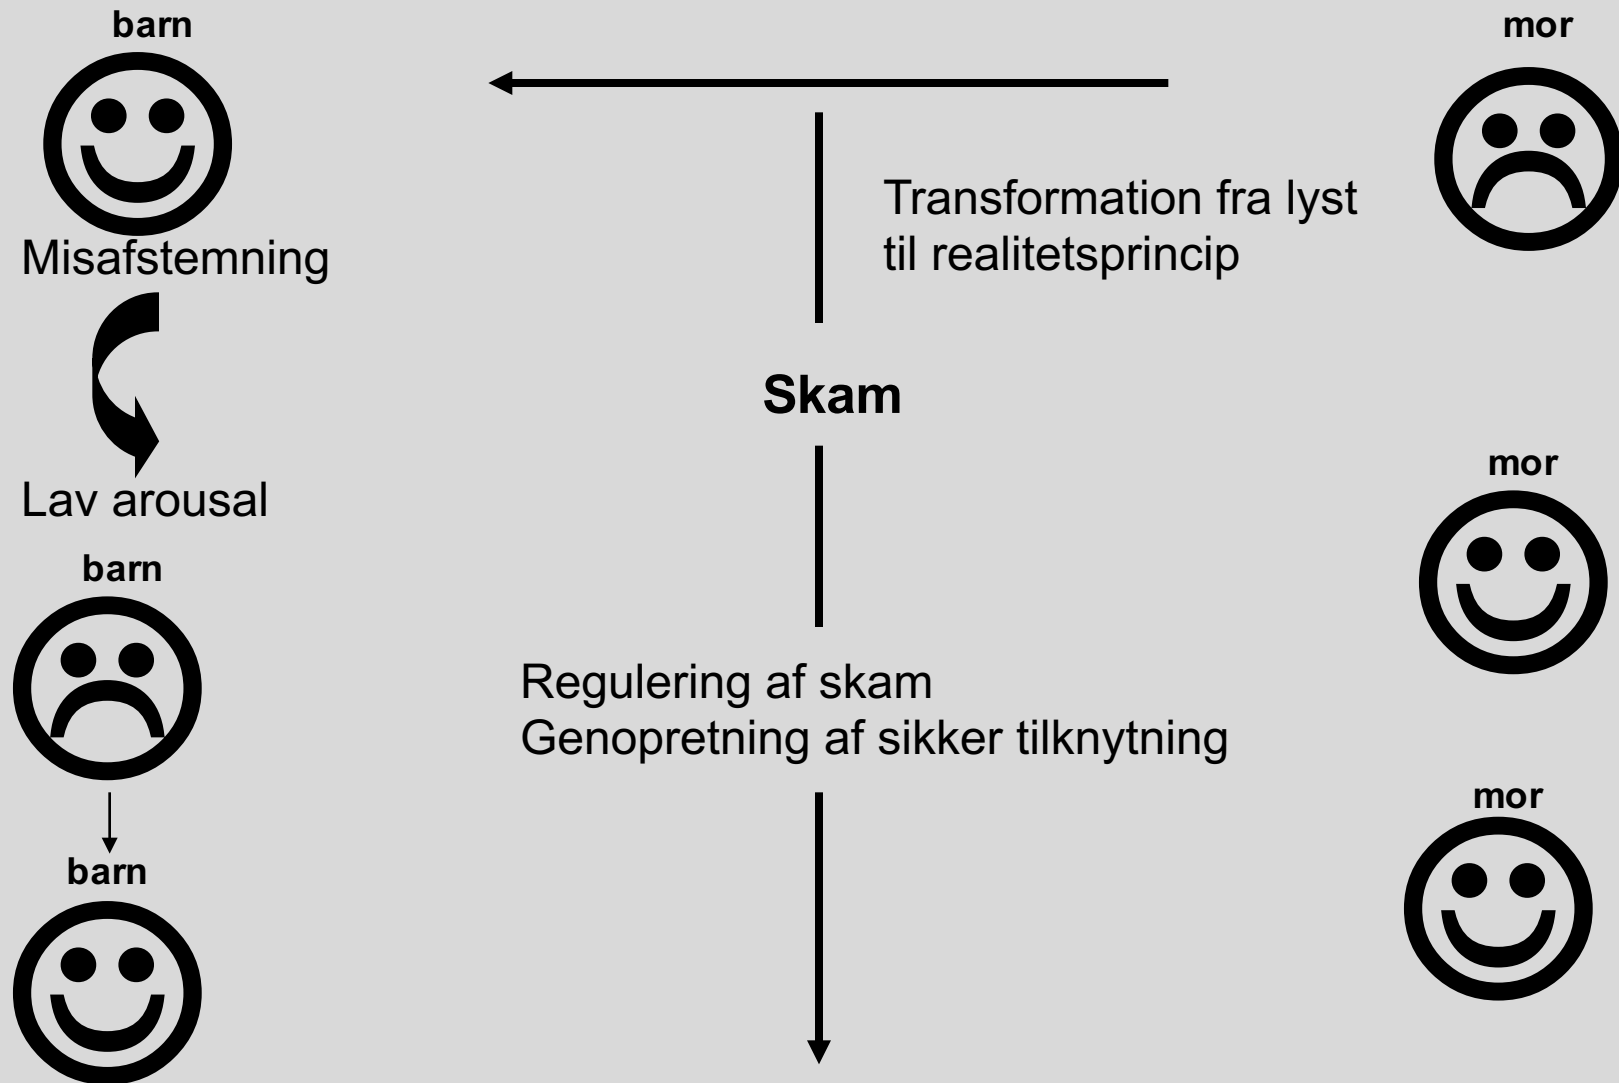 barn
mor
Transformation fra lyst
til realitetsprincip
Misafstemning
Skam
mor
Lav arousal
barn
Regulering af skam
Genopretning af sikker tilknytning
mor
barn